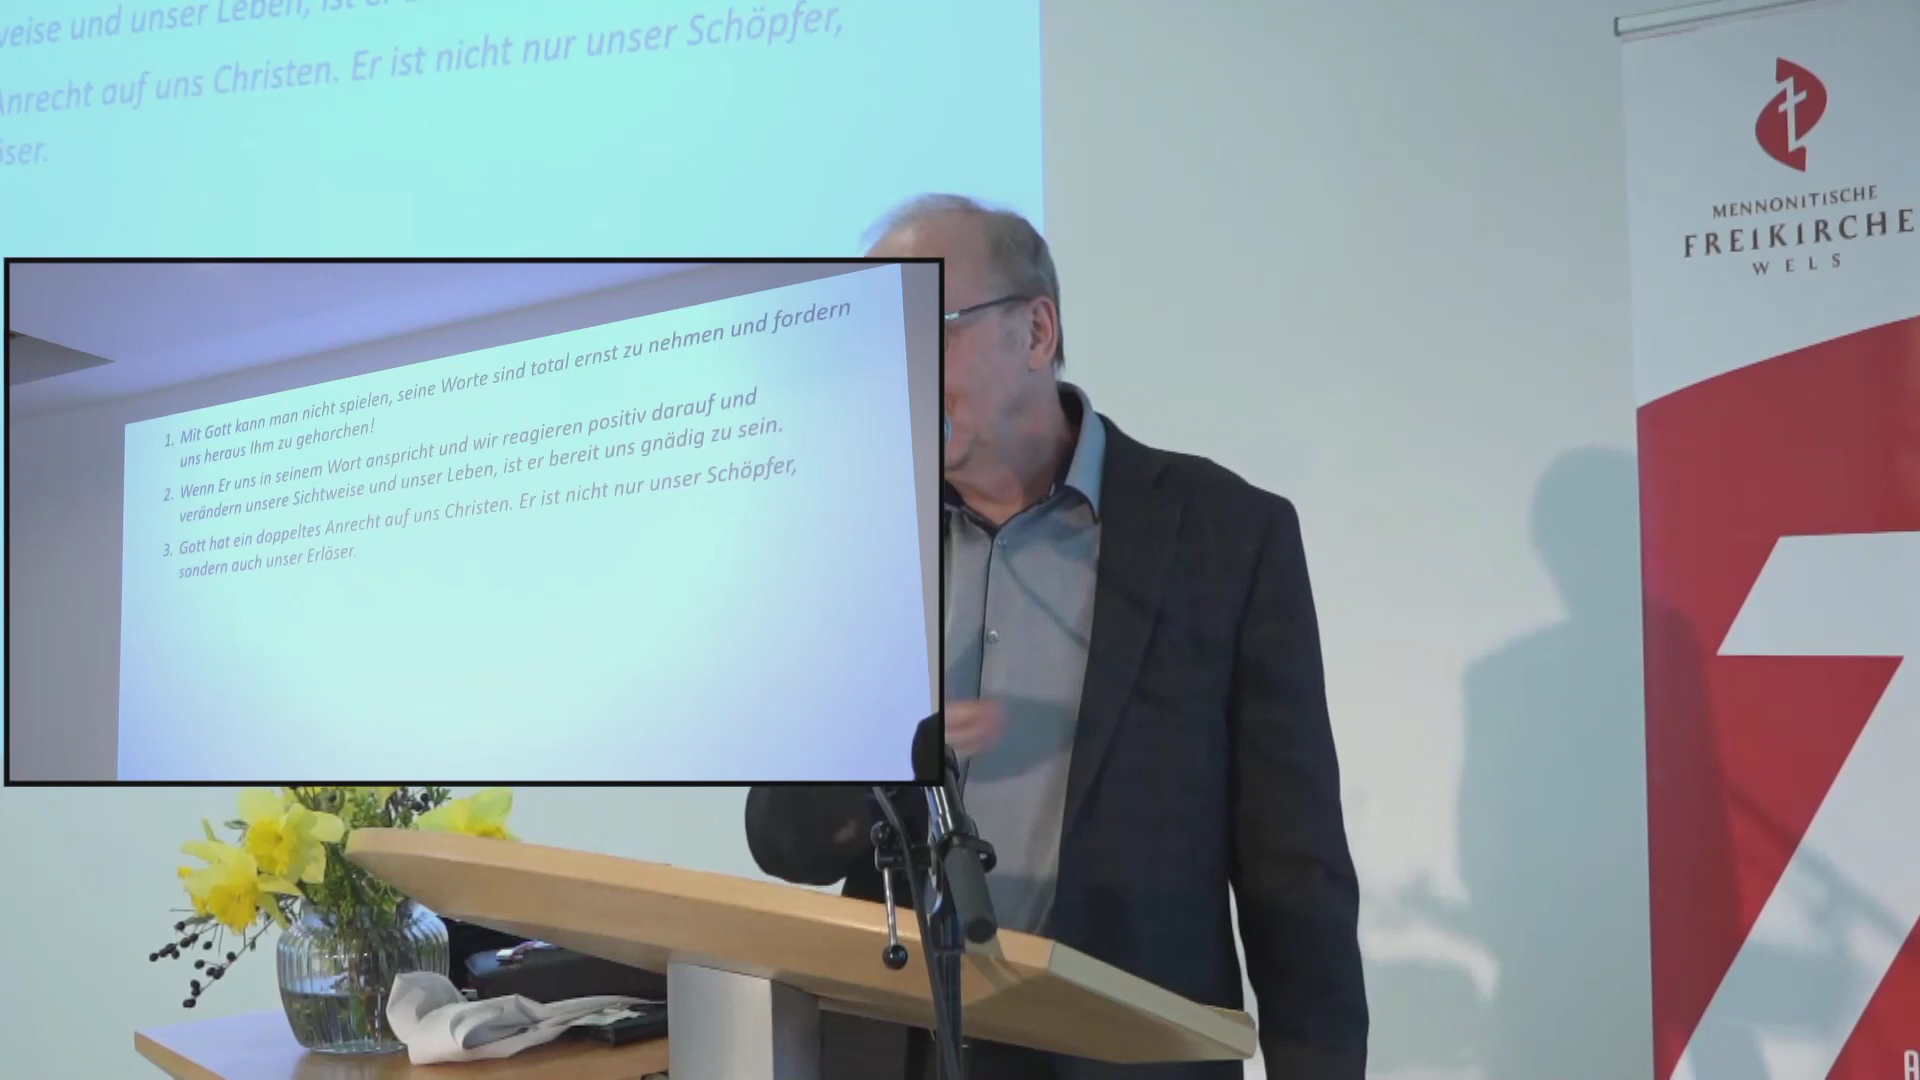 weise und unser Leben, ist er
Anrecht auf uns Christen. Er ist nicht nur unser Schöpfer,
öser.
1. Mit Gott kann man nicht spielen, seine Worte sind total ernst zu nehmen und fordern
uns heraus Ihm zu gehorchen!
2. Wenn Er uns in seinem Wort anspricht und wir reagieren positiv darauf und
verändern unsere Sichtweise und unser Leben, ist er bereit uns gnädig zu sein.
3. Gott hat ein doppeltes Anrecht auf uns Christen. Er ist nicht nur unser Schöpfer,
sondern auch unser Erlöser.
MENNONITISCHE
FREIKIRCHE
WELS